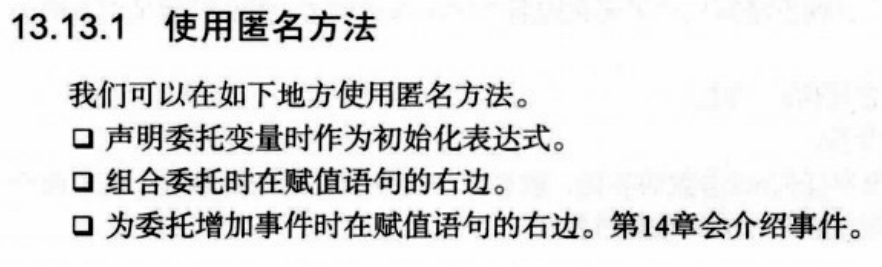 13.13.1 使用匿名方法
我们可以在如下地方使用匿名方法。
❑ 声明委托变量时作为初始化表达式。
❑ 组合委托时在赋值语句的右边。
❑ 为委托增加事件时在赋值语句的右边。第14章会介绍事件。